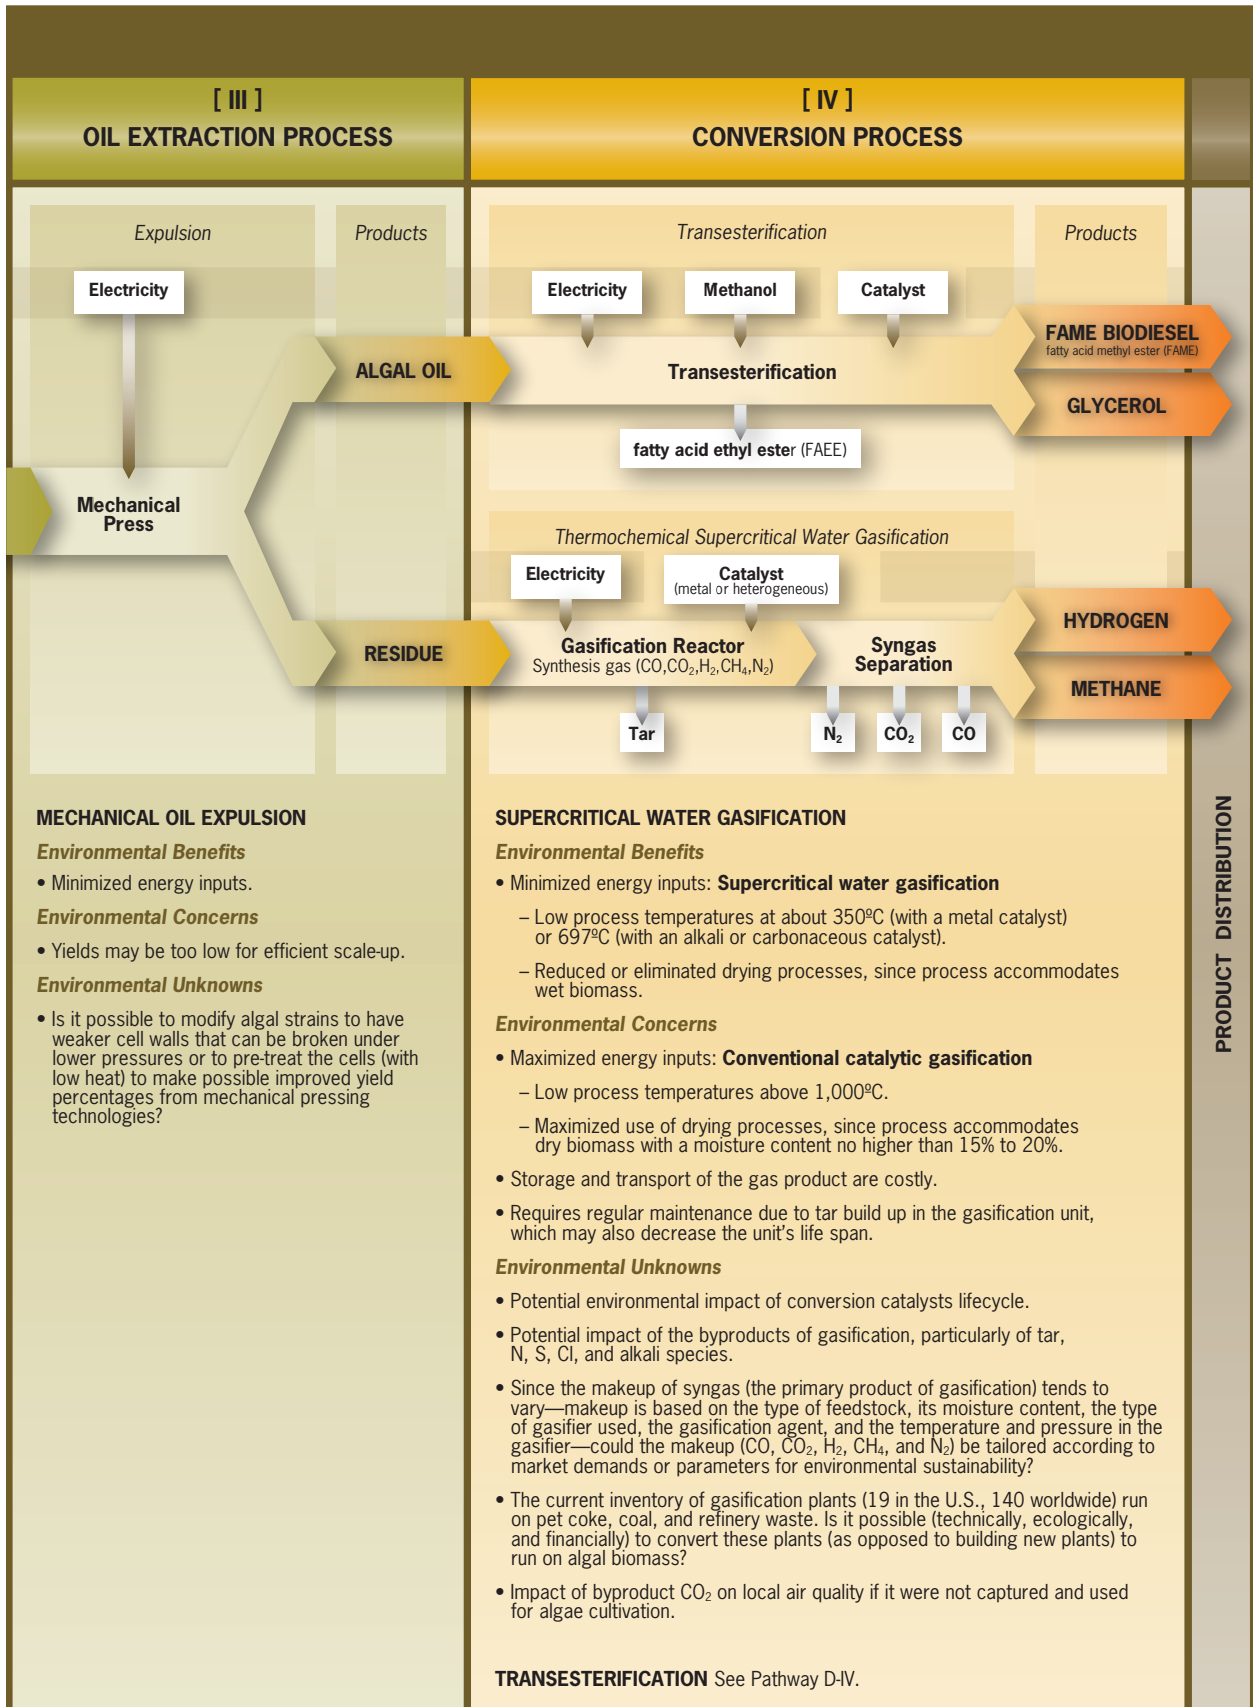 [ III ]
OIL EXTRACTION PROCESS
[ IV ]
CONVERSION PROCESS
Expulsion
Products
Electricity
Mechanical
Press
ALGAL OIL
RESIDUE
Transesterification
Products
Electricity
Methanol
Catalyst
Transesterification
fatty acid ethyl ester (FAEE)
FAME BIODIESEL
fatty acid methyl ester (FAME)
GLYCEROL
Thermochemical Supercritical Water Gasification
Electricity
Catalyst
(metal or heterogeneous)
Gasification Reactor
Synthesis gas (CO,CO₂,H₂,CH₄,N₂)
Syngas
Separation
Tar
N₂
CO₂
CO
HYDROGEN
METHANE
MECHANICAL OIL EXPULSION
Environmental Benefits
• Minimized energy inputs.
Environmental Concerns
• Yields may be too low for efficient scale-up.
Environmental Unknowns
• Is it possible to modify algal strains to have
weaker cell walls that can be broken under
lower pressures or to pre-treat the cells (with
low heat) to make possible improved yield
percentages from mechanical pressing
technologies?
SUPERCRITICAL WATER GASIFICATION
Environmental Benefits
• Minimized energy inputs: Supercritical water gasification
– Low process temperatures at about 350ºC (with a metal catalyst)
or 697ºC (with an alkali or carbonaceous catalyst).
– Reduced or eliminated drying processes, since process accommodates
wet biomass.
Environmental Concerns
• Maximized energy inputs: Conventional catalytic gasification
– Low process temperatures above 1,000ºC.
– Maximized use of drying processes, since process accommodates
dry biomass with a moisture content no higher than 15% to 20%.
• Storage and transport of the gas product are costly.
• Requires regular maintenance due to tar build up in the gasification unit,
which may also decrease the unit's life span.
Environmental Unknowns
• Potential environmental impact of conversion catalysts lifecycle.
• Potential impact of the byproducts of gasification, particularly of tar,
N, S, Cl, and alkali species.
• Since the makeup of syngas (the primary product of gasification) tends to
vary—makeup is based on the type of feedstock, its moisture content, the type
of gasifier used, the gasification agent, and the temperature and pressure in the
gasifier—could the makeup (CO, CO₂, H₂, CH₄, and N₂) be tailored according to
market demands or parameters for environmental sustainability?
• The current inventory of gasification plants (19 in the U.S., 140 worldwide) run
on pet coke, coal, and refinery waste. Is it possible (technically, ecologically,
and financially) to convert these plants (as opposed to building new plants) to
run on algal biomass?
• Impact of byproduct CO₂ on local air quality if it were not captured and used
for algae cultivation.
TRANSESTERIFICATION See Pathway D-IV.
PRODUCT DISTRIBUTION